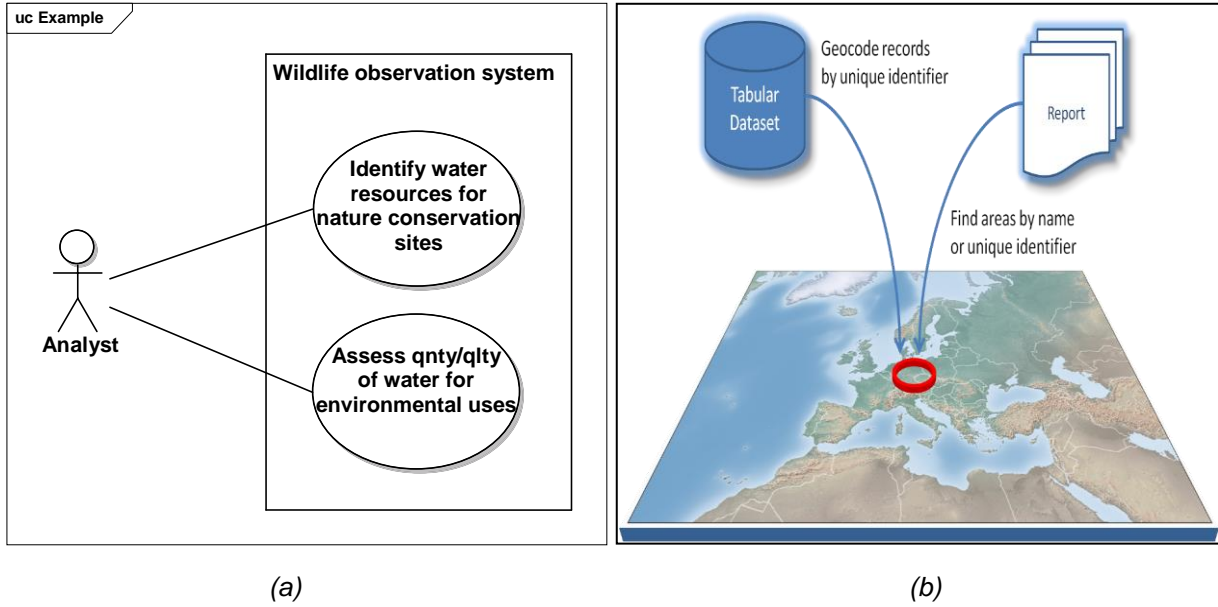 uc Example
Wildlife observation system
Identify water
resources for
nature conservation
sites
Analyst
Assess qnty/qlty
of water for
environmental uses
(a)
Geocode records
by unique identifier
Tabular
Dataset
Report
Find areas by name
or unique identifier
(b)